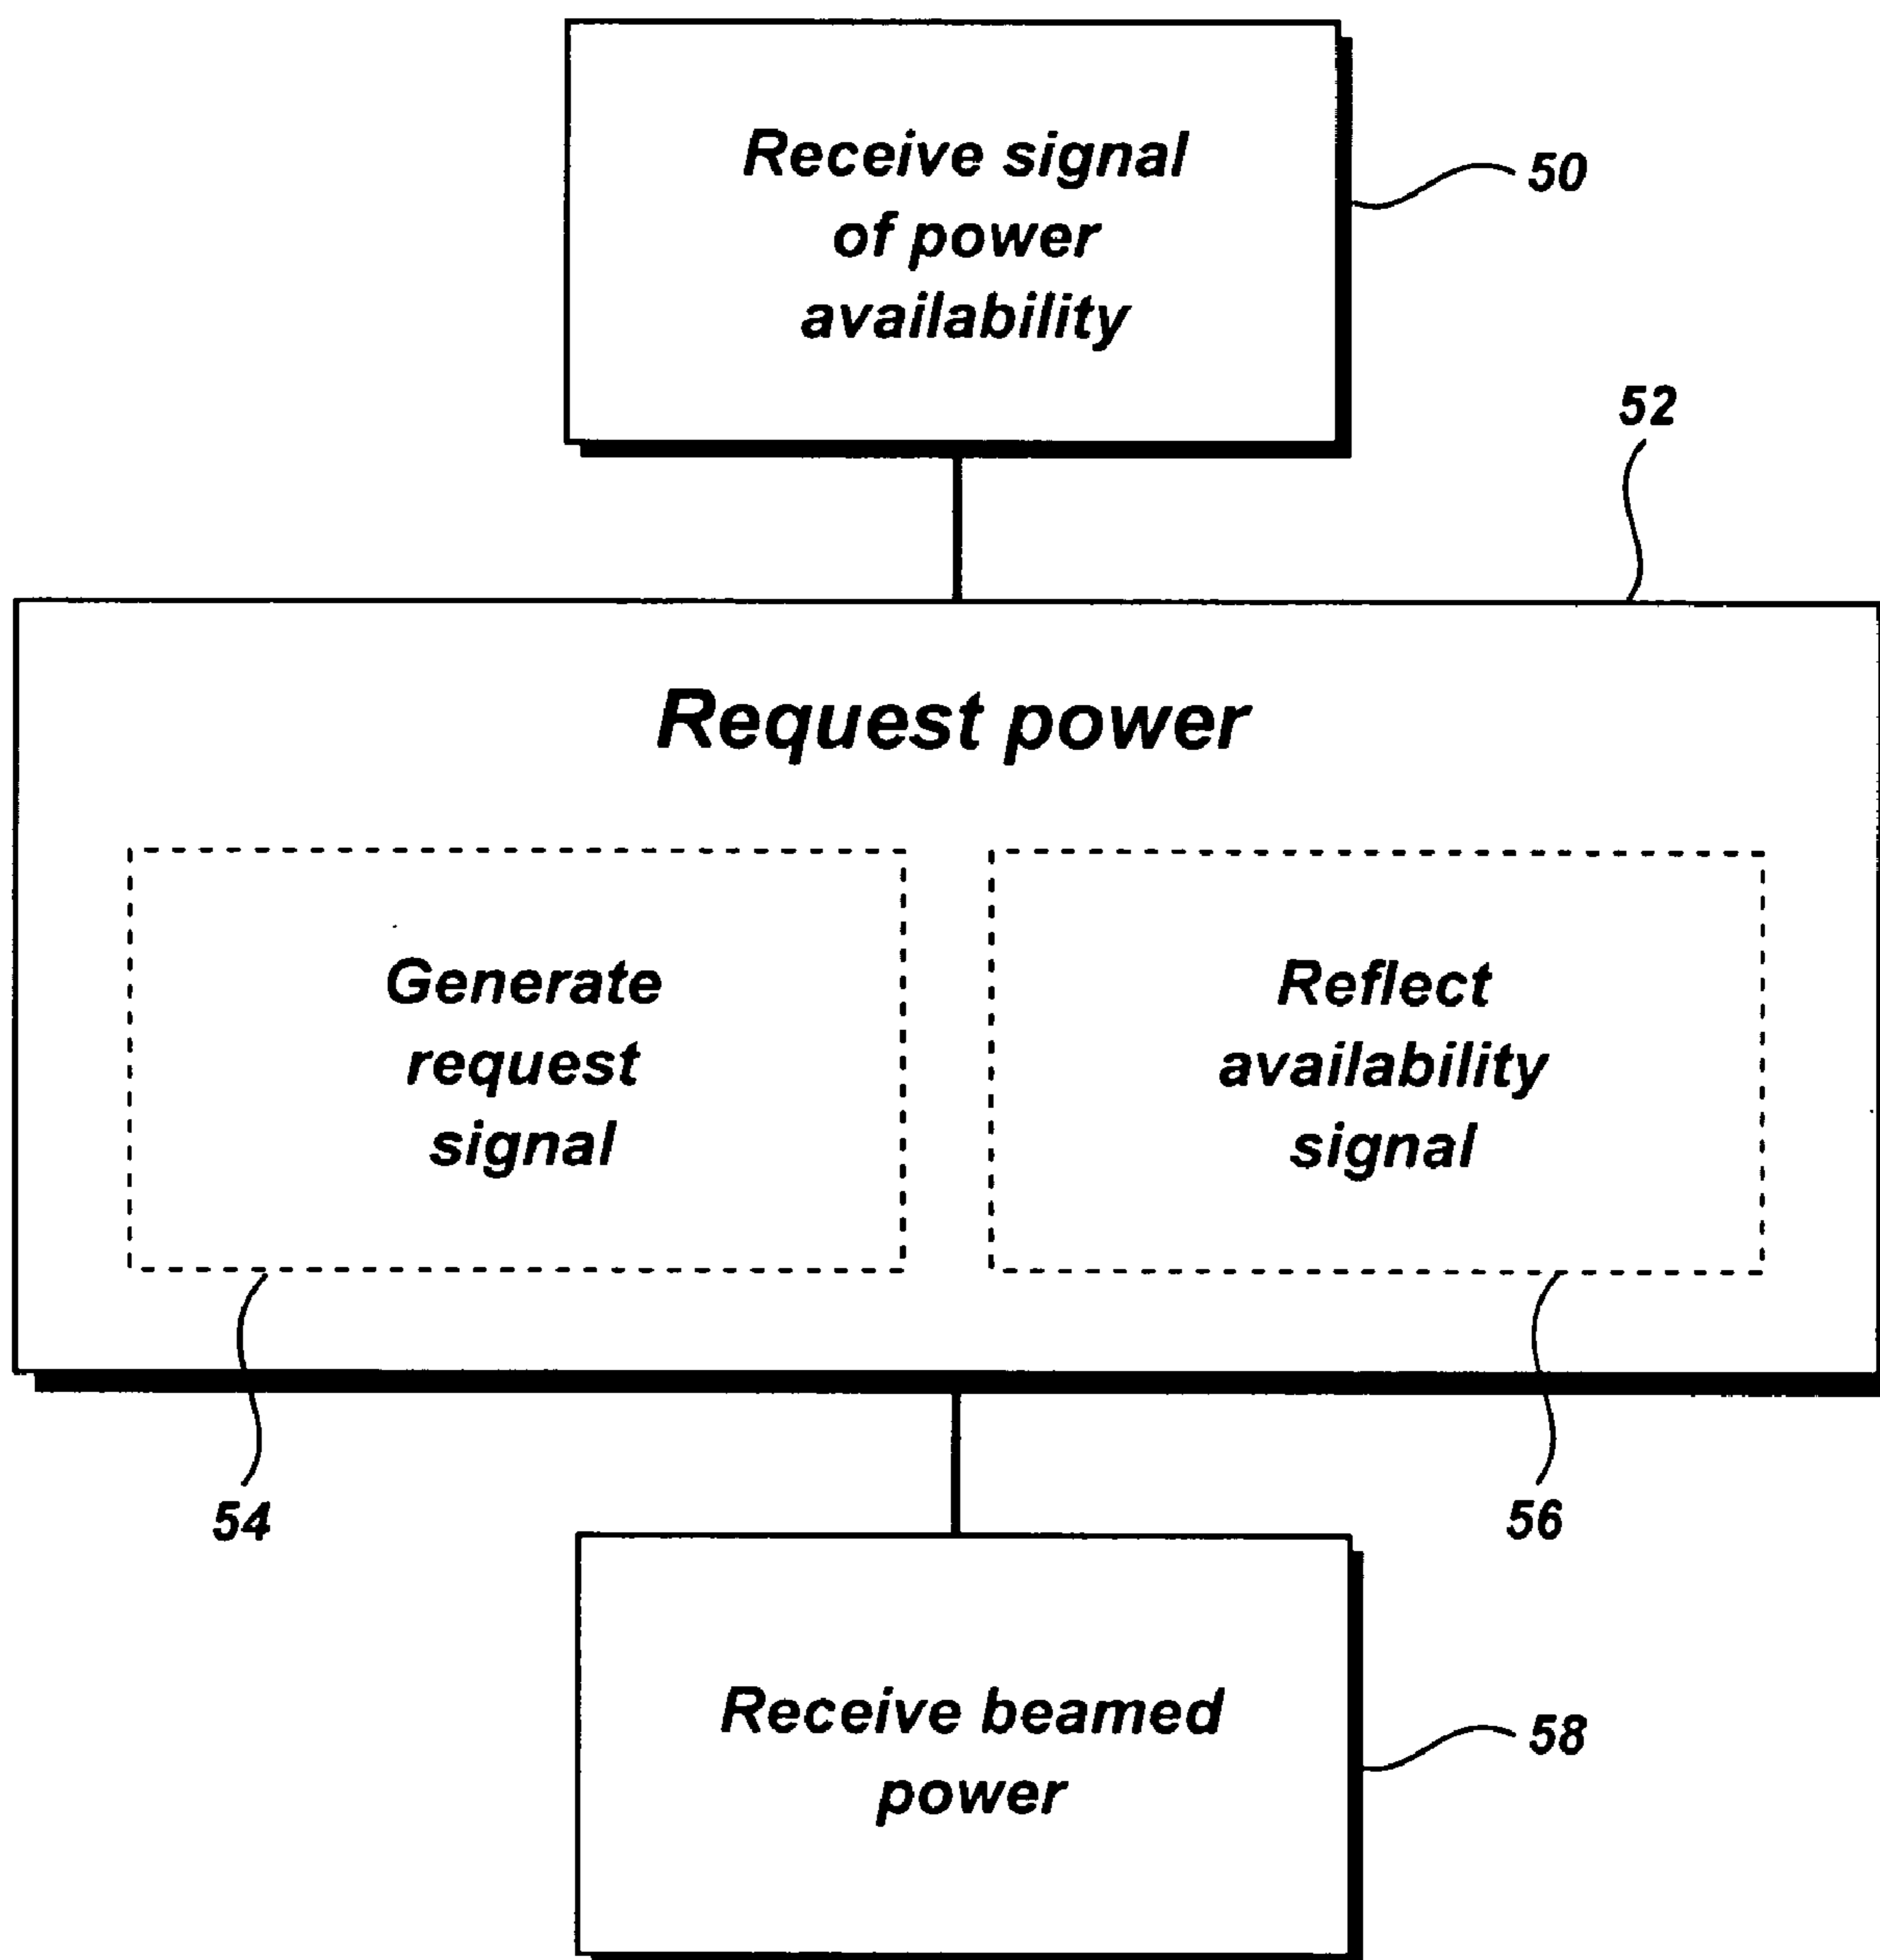 Receive signal
of power
availability
50
52
Request power
Generate
request
signal
Reflect
availability
signal
54
56
Receive beamed
power
58